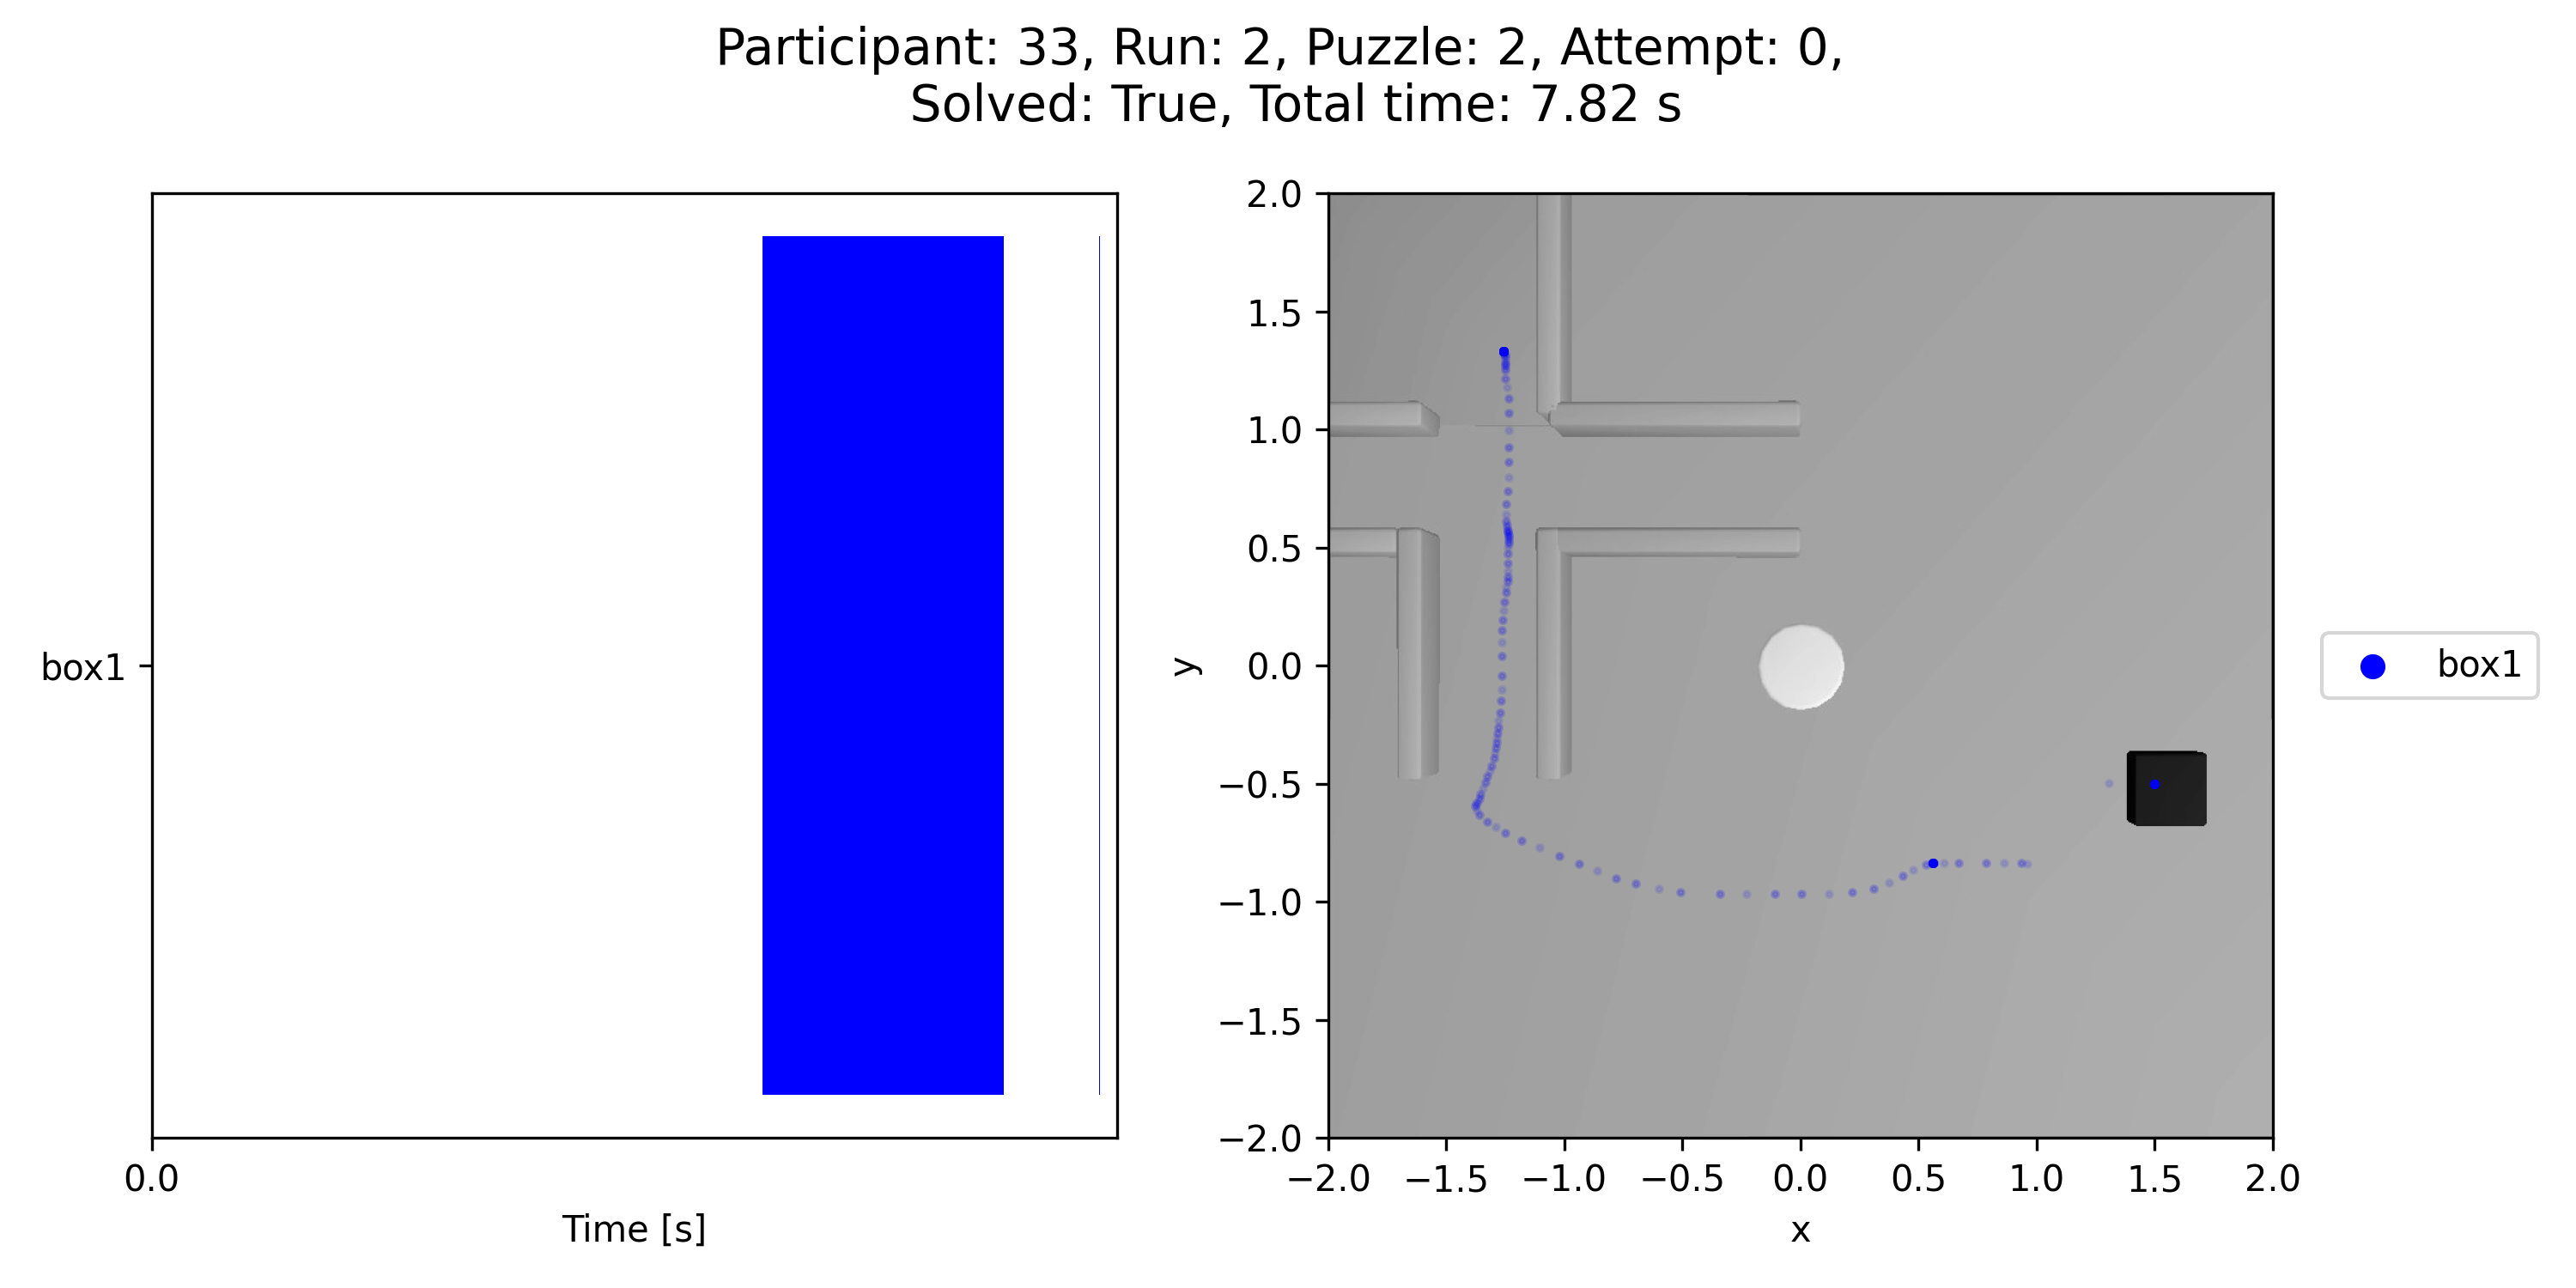 Participant: 33, Run: 2, Puzzle: 2, Attempt: 0,
Solved: True, Total time: 7.82 s
box1
0.0
Time [s]
2.0
1.5
1.0
0.5
0.0
−0.5
−1.0
−1.5
−2.0
y
−2.0 −1.5 −1.0 −0.5 0.0 0.5 1.0 1.5 2.0
x
box1